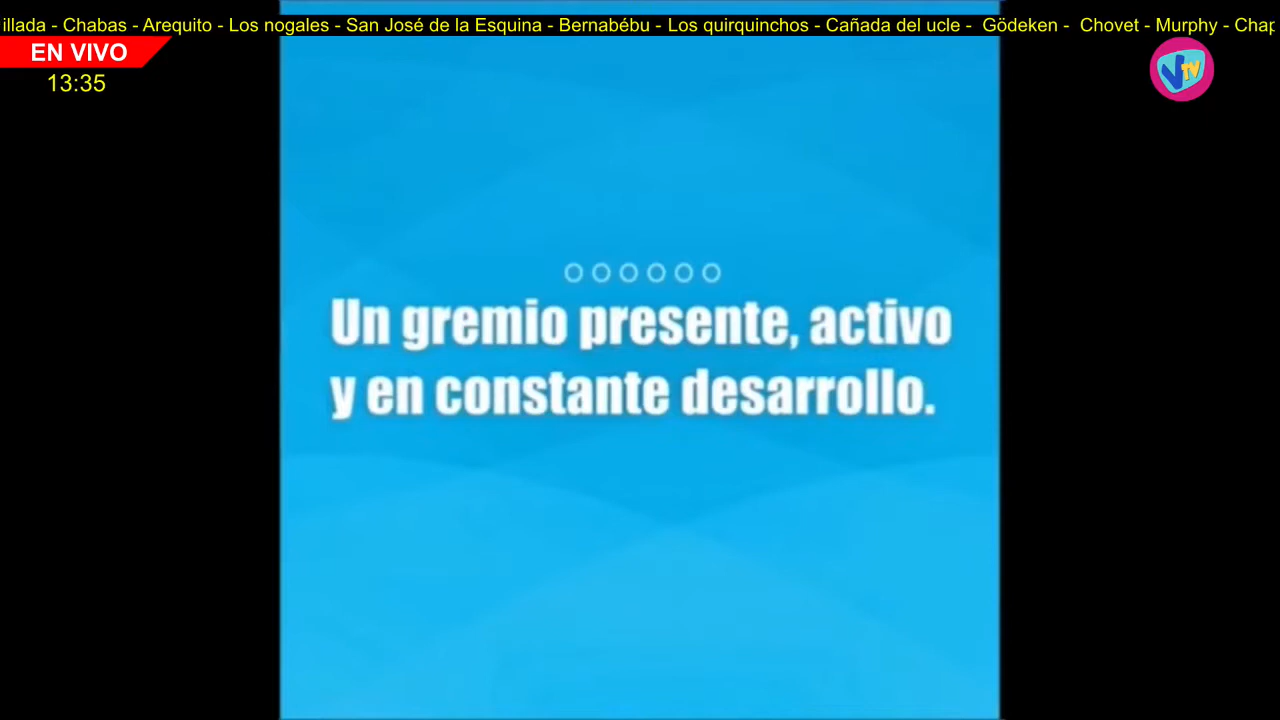 illada - Chabas - Arequito - Los nogales - San José de la Esquina - Bernabébu - Los quirquinchos - Cañada del ucle -  Gödeken -  Chovet - Murphy - Chap
EN VIVO
13:35
VTV
Un gremio presente, activo
y en constante desarrollo.